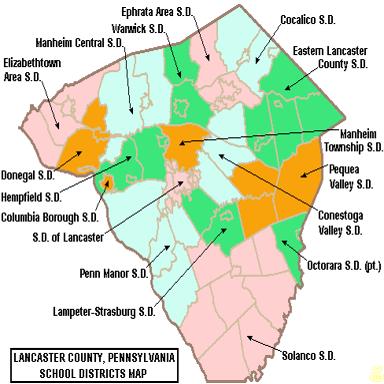 Ephrata Area S.D.
Warwick S.D.
Cocalico S.D.
Manheim Central S.D.
Eastern Lancaster
County S.D.
Elizabethtown
Area S.D.
Manheim
Township S.D.
Donegal S.D.
Pequea
Valley S.D.
Hempfield S.D.
Columbia Borough S.D.
Conestoga
Valley S.D.
S.D. of Lancaster
Octorara S.D. (pt.)
Penn Manor S.D.
Lampeter-Strasburg S.D.
Solanco S.D.
LANCASTER COUNTY, PENNSYLVANIA
SCHOOL DISTRICTS MAP